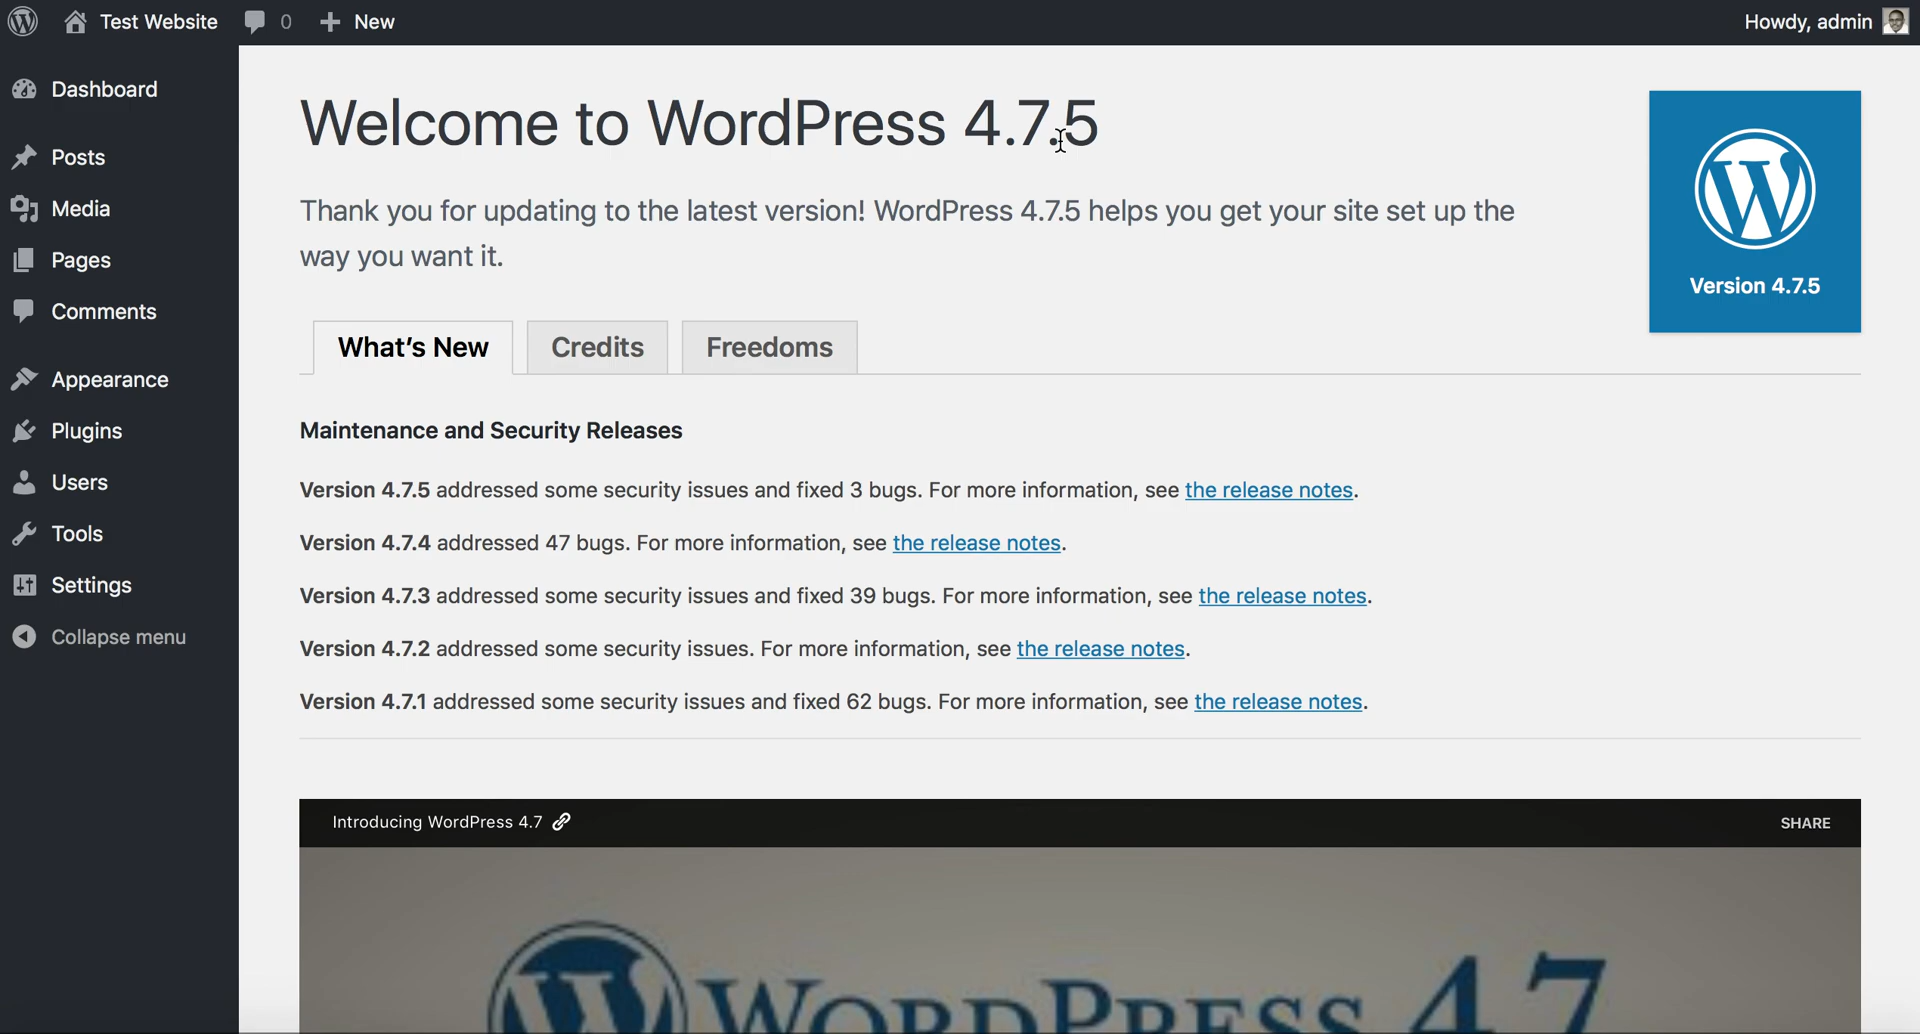 Test Website 0 New
Howdy, admin
Dashboard
Posts
Media
Pages
Comments
Appearance
Plugins
Users
Tools
Settings
Collapse menu
Welcome to WordPress 4.7.5
Thank you for updating to the latest version! WordPress 4.7.5 helps you get your site set up the
way you want it.
Version 4.7.5
What’s New Credits Freedoms
Maintenance and Security Releases
Version 4.7.5 addressed some security issues and fixed 3 bugs. For more information, see the release notes.
Version 4.7.4 addressed 47 bugs. For more information, see the release notes.
Version 4.7.3 addressed some security issues and fixed 39 bugs. For more information, see the release notes.
Version 4.7.2 addressed some security issues. For more information, see the release notes.
Version 4.7.1 addressed some security issues and fixed 62 bugs. For more information, see the release notes.
Introducing WordPress 4.7
SHARE
WORDPRESS 4.7